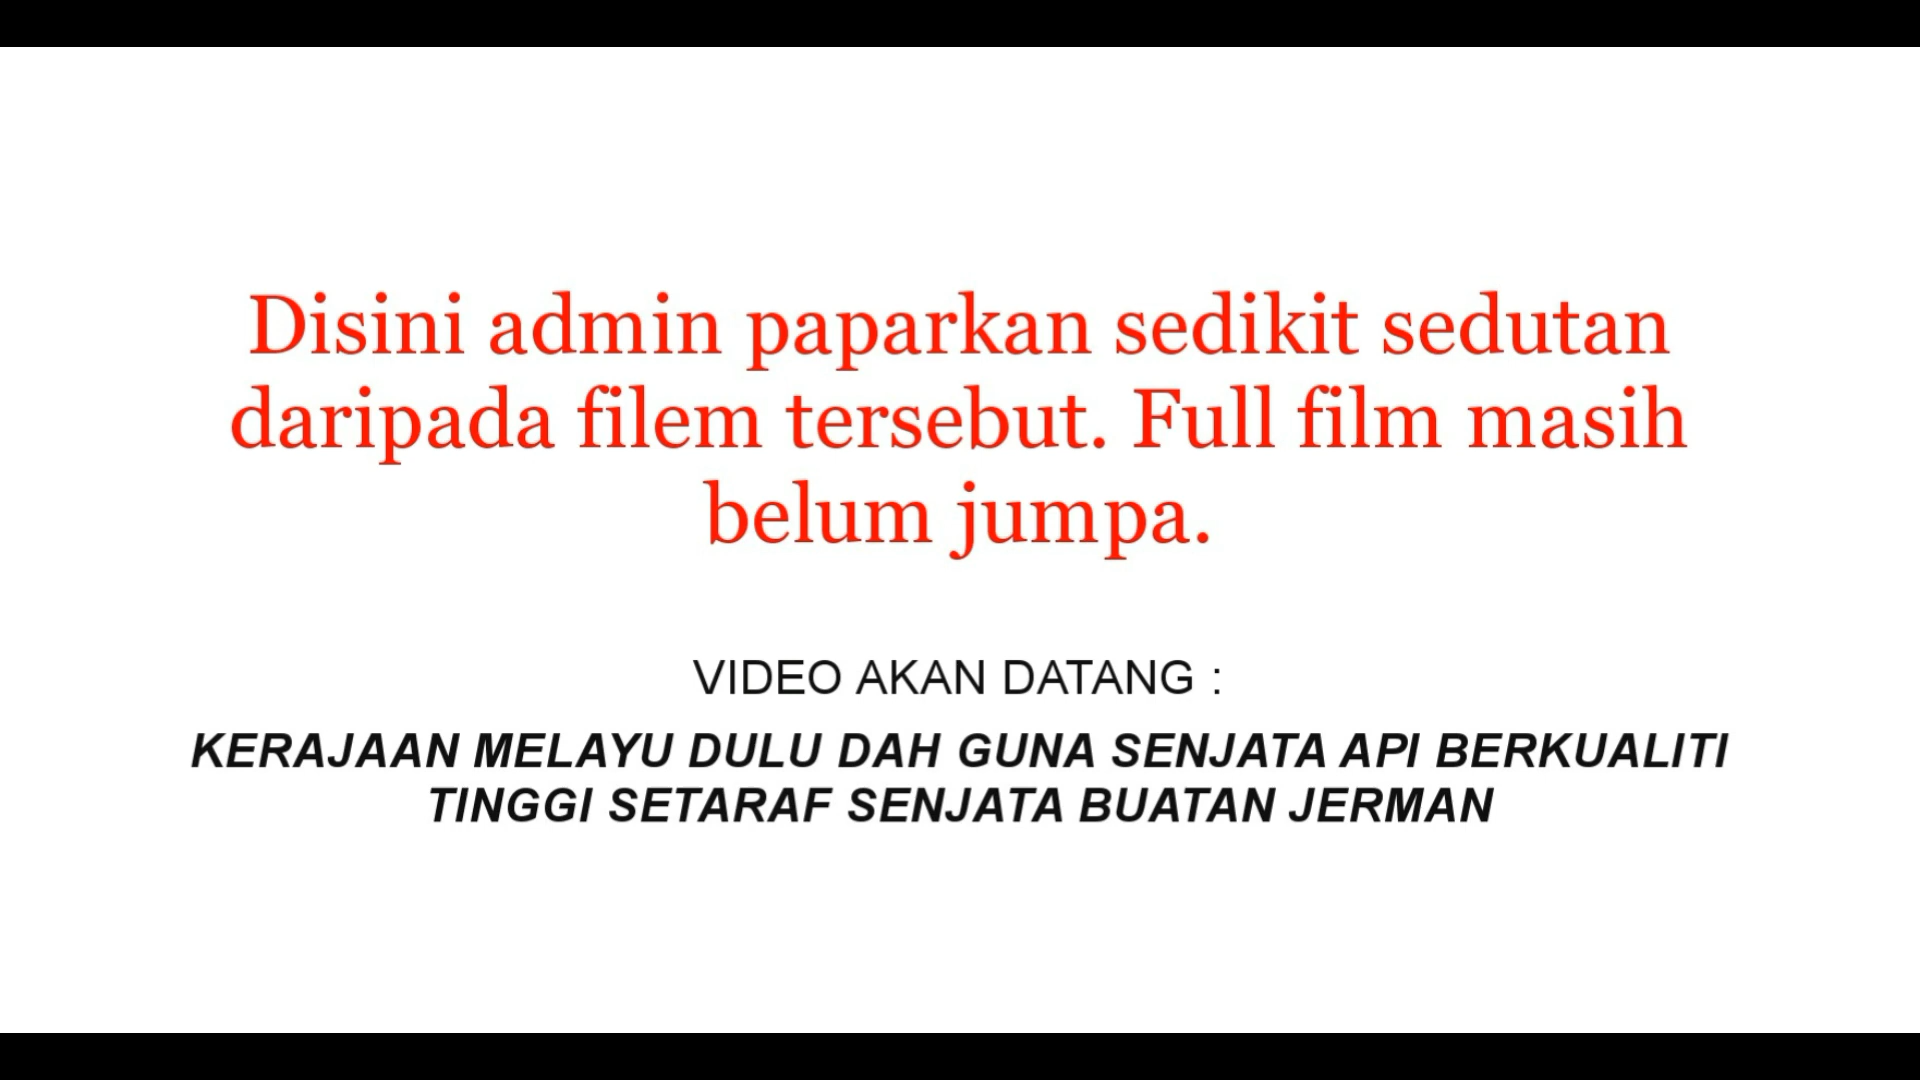 Disini admin paparkan sedikit sedutan
daripada filem tersebut. Full film masih
belum jumpa.
VIDEO AKAN DATANG :
KERAJAAN MELAYU DULU DAH GUNA SENJATA API BERKUALITI
TINGGI SETARAF SENJATA BUATAN JERMAN